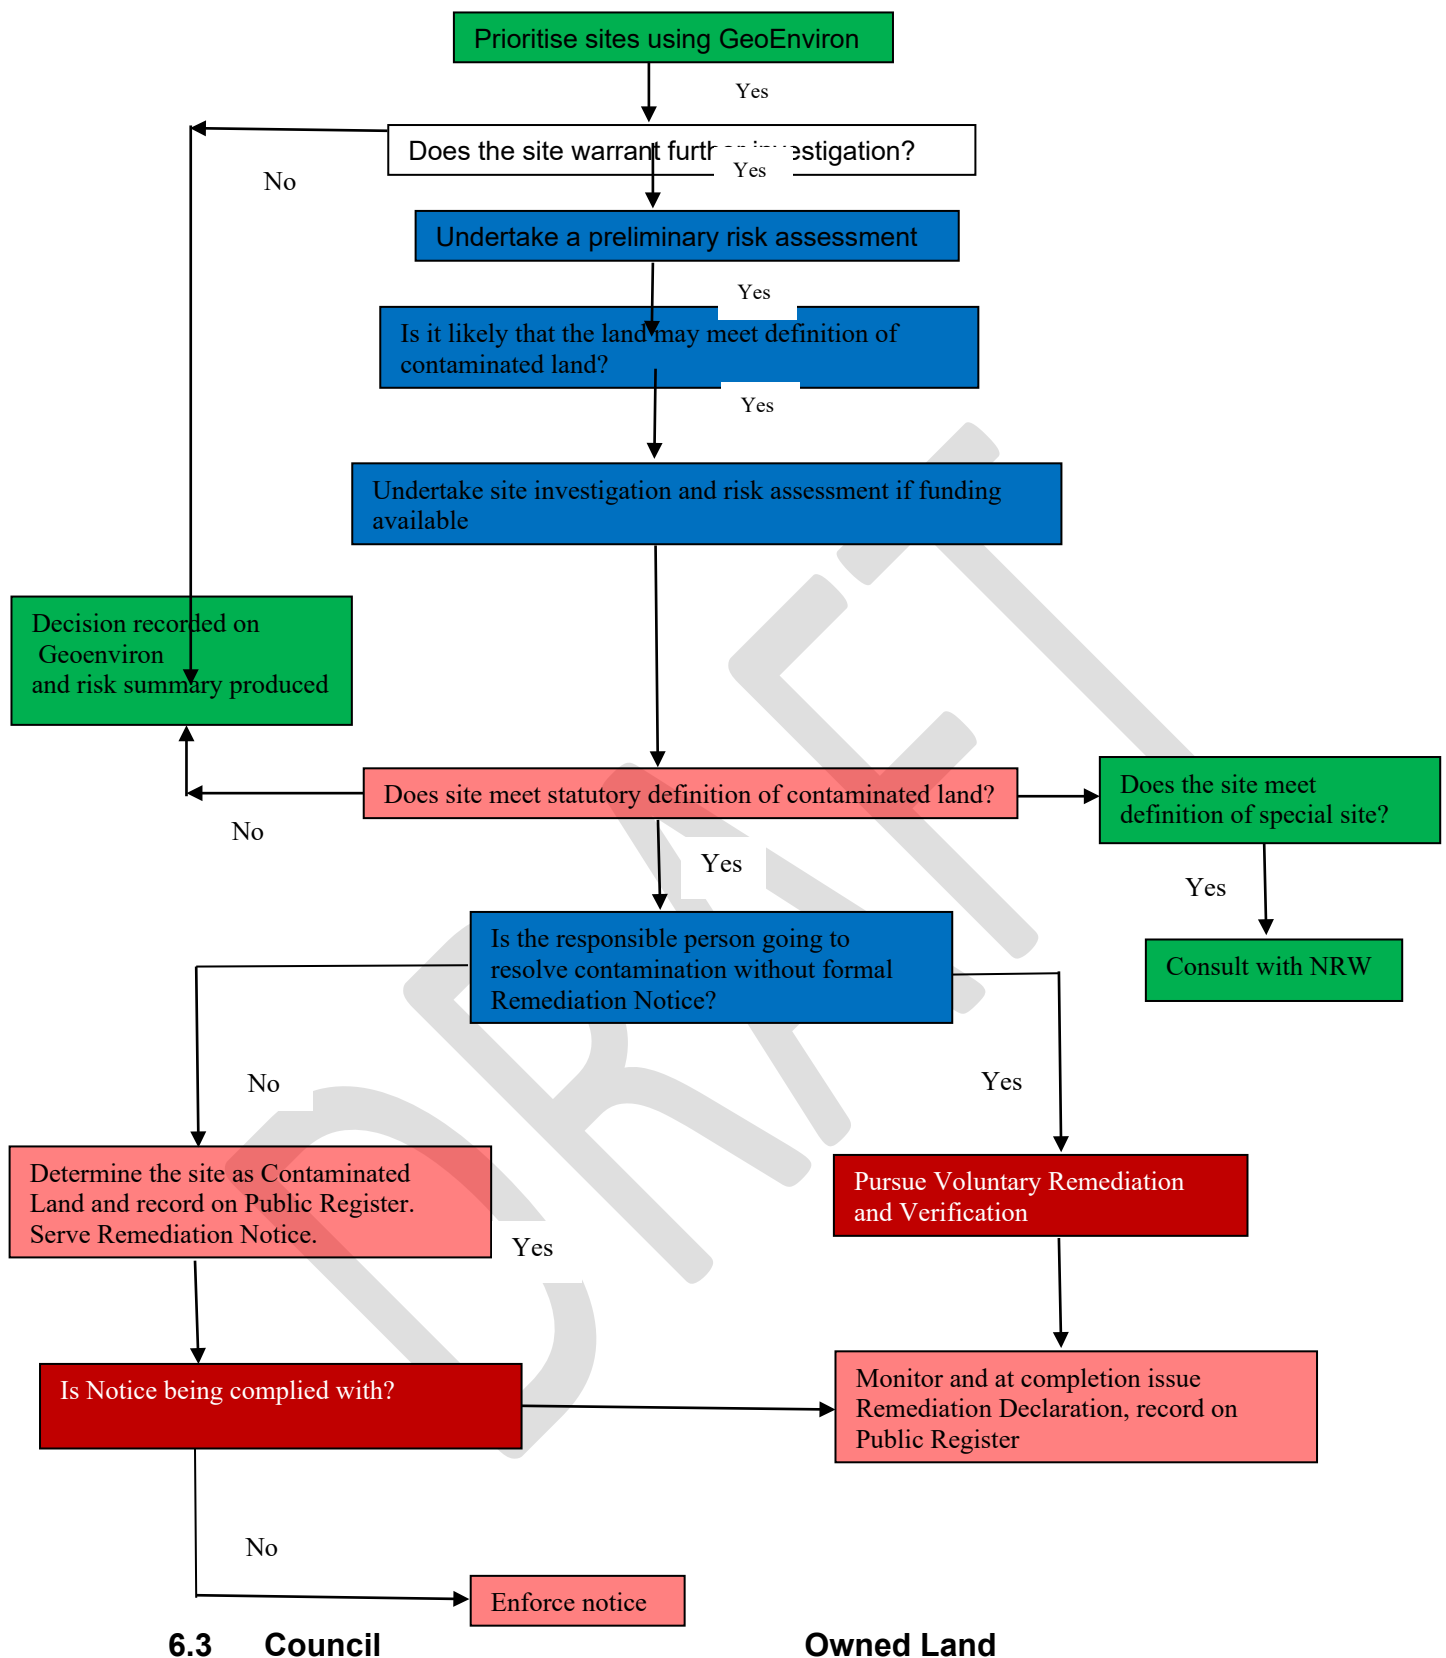 Prioritise sites using GeoEnviron
Yes
Does the site warrant further investigation?
Yes
No
Undertake a preliminary risk assessment
Yes
Is it likely that the land may meet definition of
contaminated land?
Yes
Undertake site investigation and risk assessment if funding
available
Decision recorded on
Geoenviron
and risk summary produced
Does site meet statutory definition of contaminated land?
Does the site meet
definition of special site?
No
Yes
Yes
Is the responsible person going to
resolve contamination without formal
Remediation Notice?
Consult with NRW
No
Yes
Determine the site as Contaminated
Land and record on Public Register.
Serve Remediation Notice.
Pursue Voluntary Remediation
and Verification
Yes
Is Notice being complied with?
Monitor and at completion issue
Remediation Declaration, record on
Public Register
No
Enforce notice
6.3 Council Owned Land
DRAFT